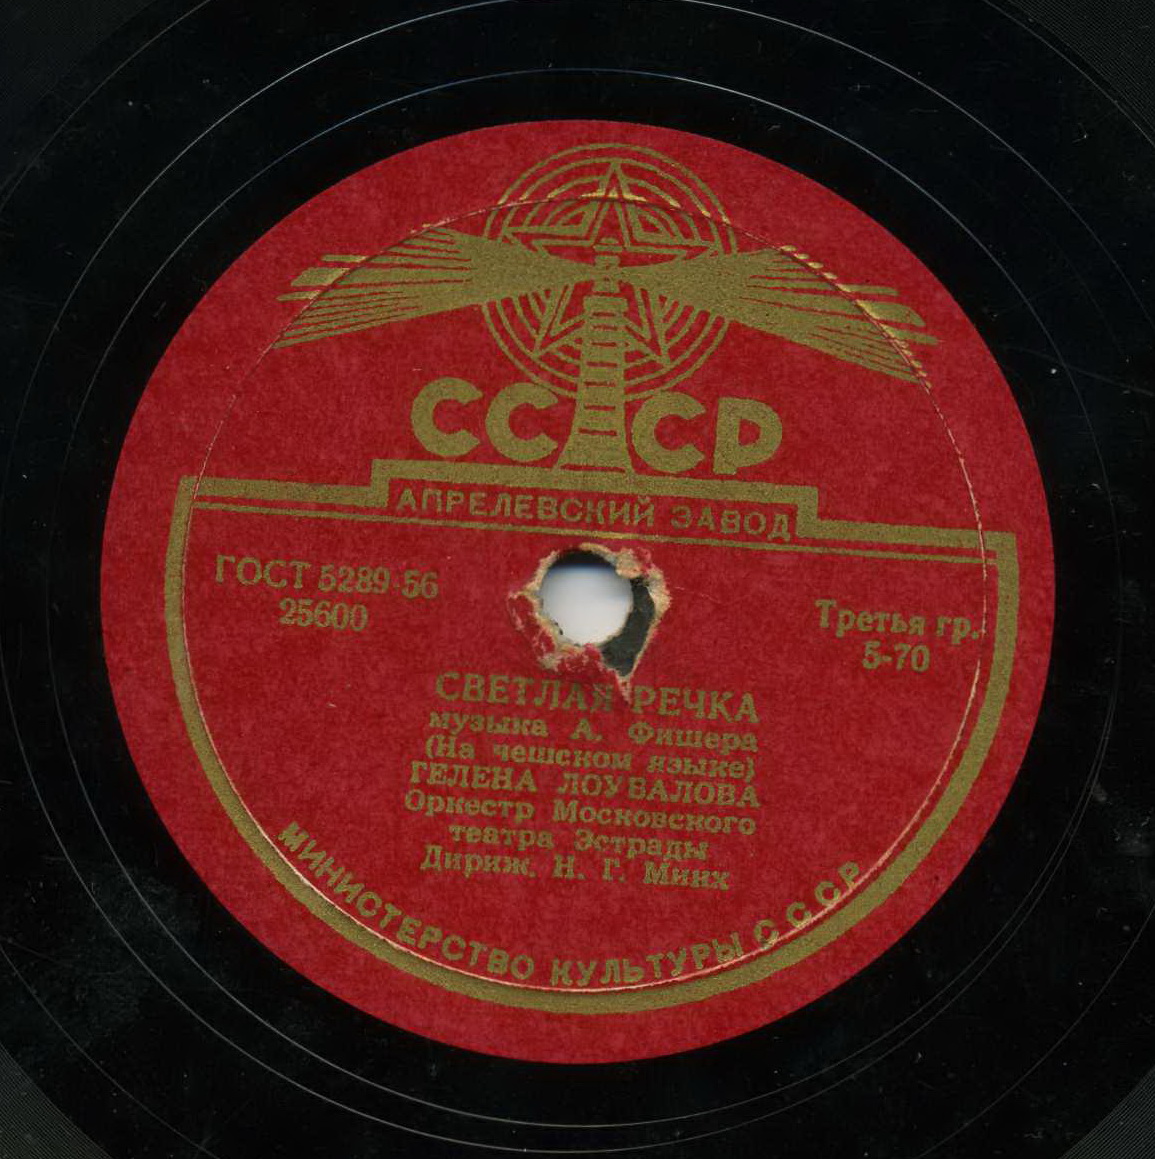 СССР
АПРЕЛЕВСКИЙ ЗАВОД
ГОСТ 5289-56
25600
Третья гр.
5-70
СВЕТЛАЯ РЕЧКА
музыка А. Фишера
(На чешском языке)
ГЕЛЕНА ЛОУВАЛОВА
Оркестр Московского
театра Эстрады
Дириж. Н. Г. Минх
МИНИСТЕРСТВО КУЛЬТУРЫ СССР